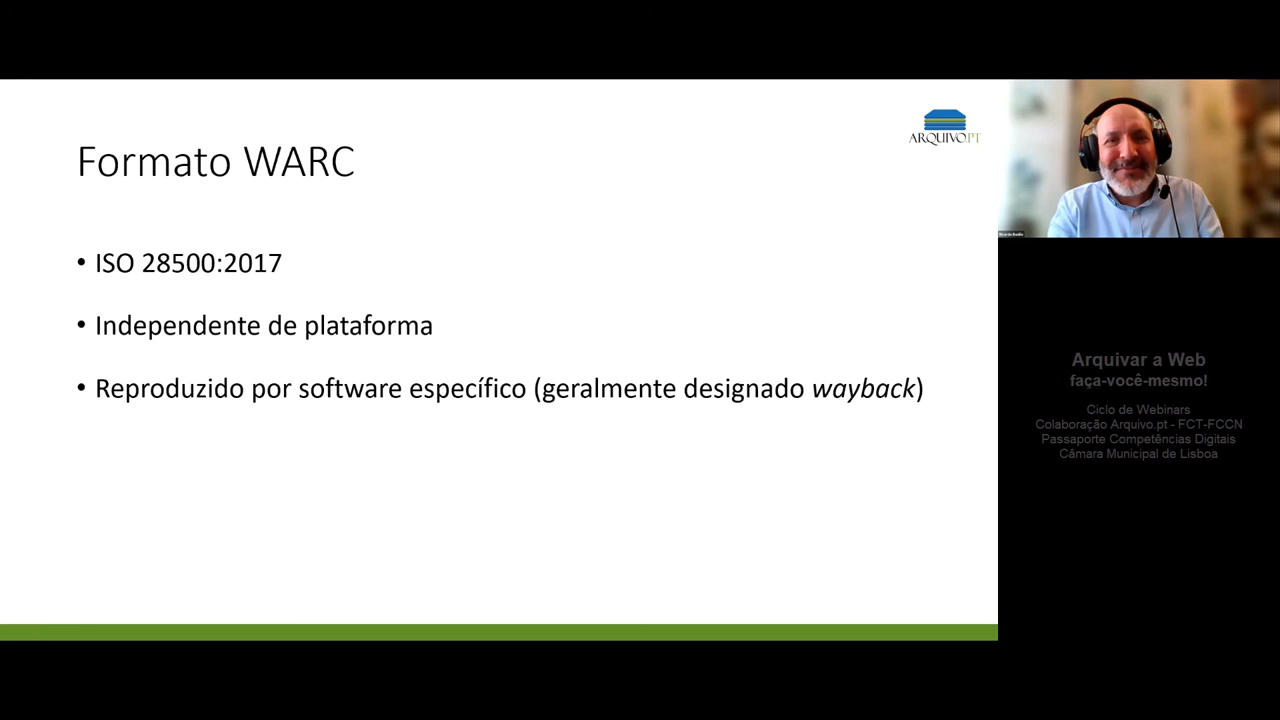 ARQUIVO.PT
Formato WARC
• ISO 28500:2017
• Independente de plataforma
• Reproduzido por software específico (geralmente designado wayback)
Arquivar a Web
faça-você-mesmo!
Ciclo de Webinars
Colaboração Arquivo.pt - FCT-FCCN
Passaporte Competências Digitais
Câmara Municipal de Lisboa